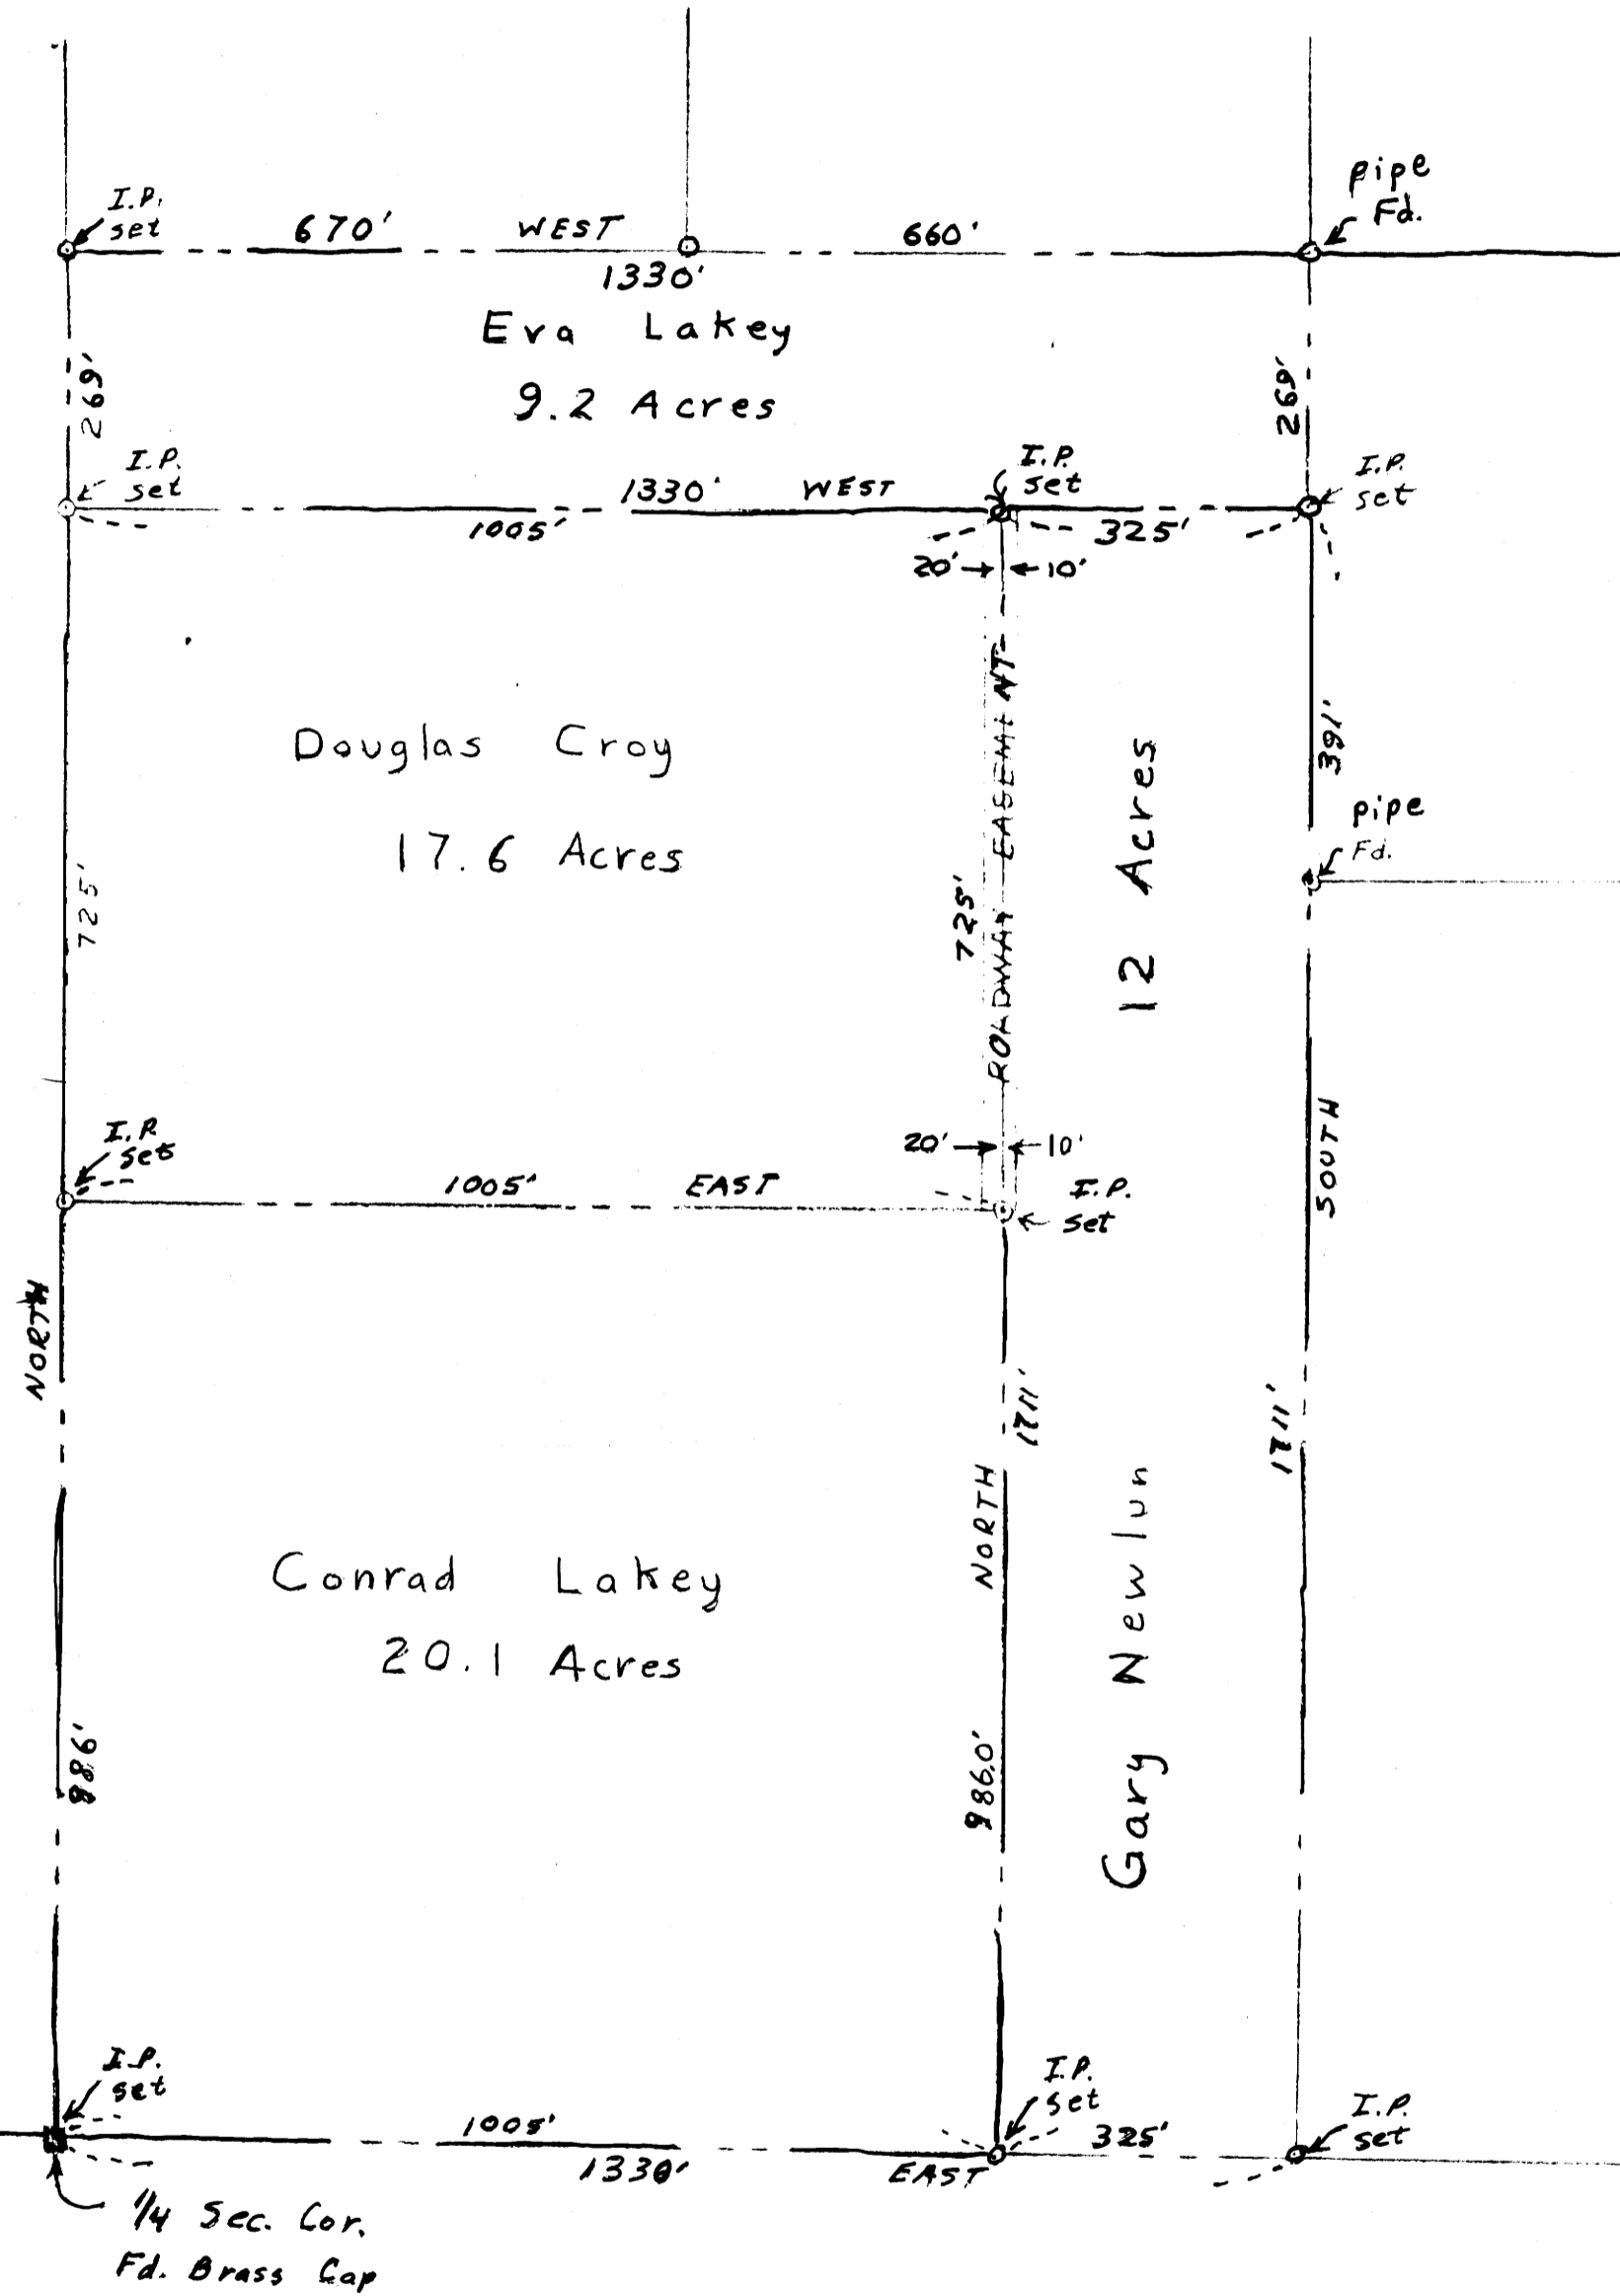 pipe
Fd.
I.P.
set
670'
WEST
660'
1330'
Eva Lakey
9.2 Acres
269'
269'
I.P.
set
1330' WEST
I.P.
set
I.P.
set
1005'
325'
20' 10'
Douglas Croy
17.6 Acres
725'
725'
ROADWAY EASEMENT
12 Acres
391'
pipe
Fd.
SOUTH
I.P.
set
20' 10'
1005' EAST
I.P.
set
NORTH
1711'
1711'
NORTH
Conrad Lakey
20.1 Acres
Gary Newlun
986'
986.0'
I.P.
set
I.P.
set
I.P.
set
1005'
325'
1330'
EAST
1/4 Sec. Cor.
Fd. Brass Cap